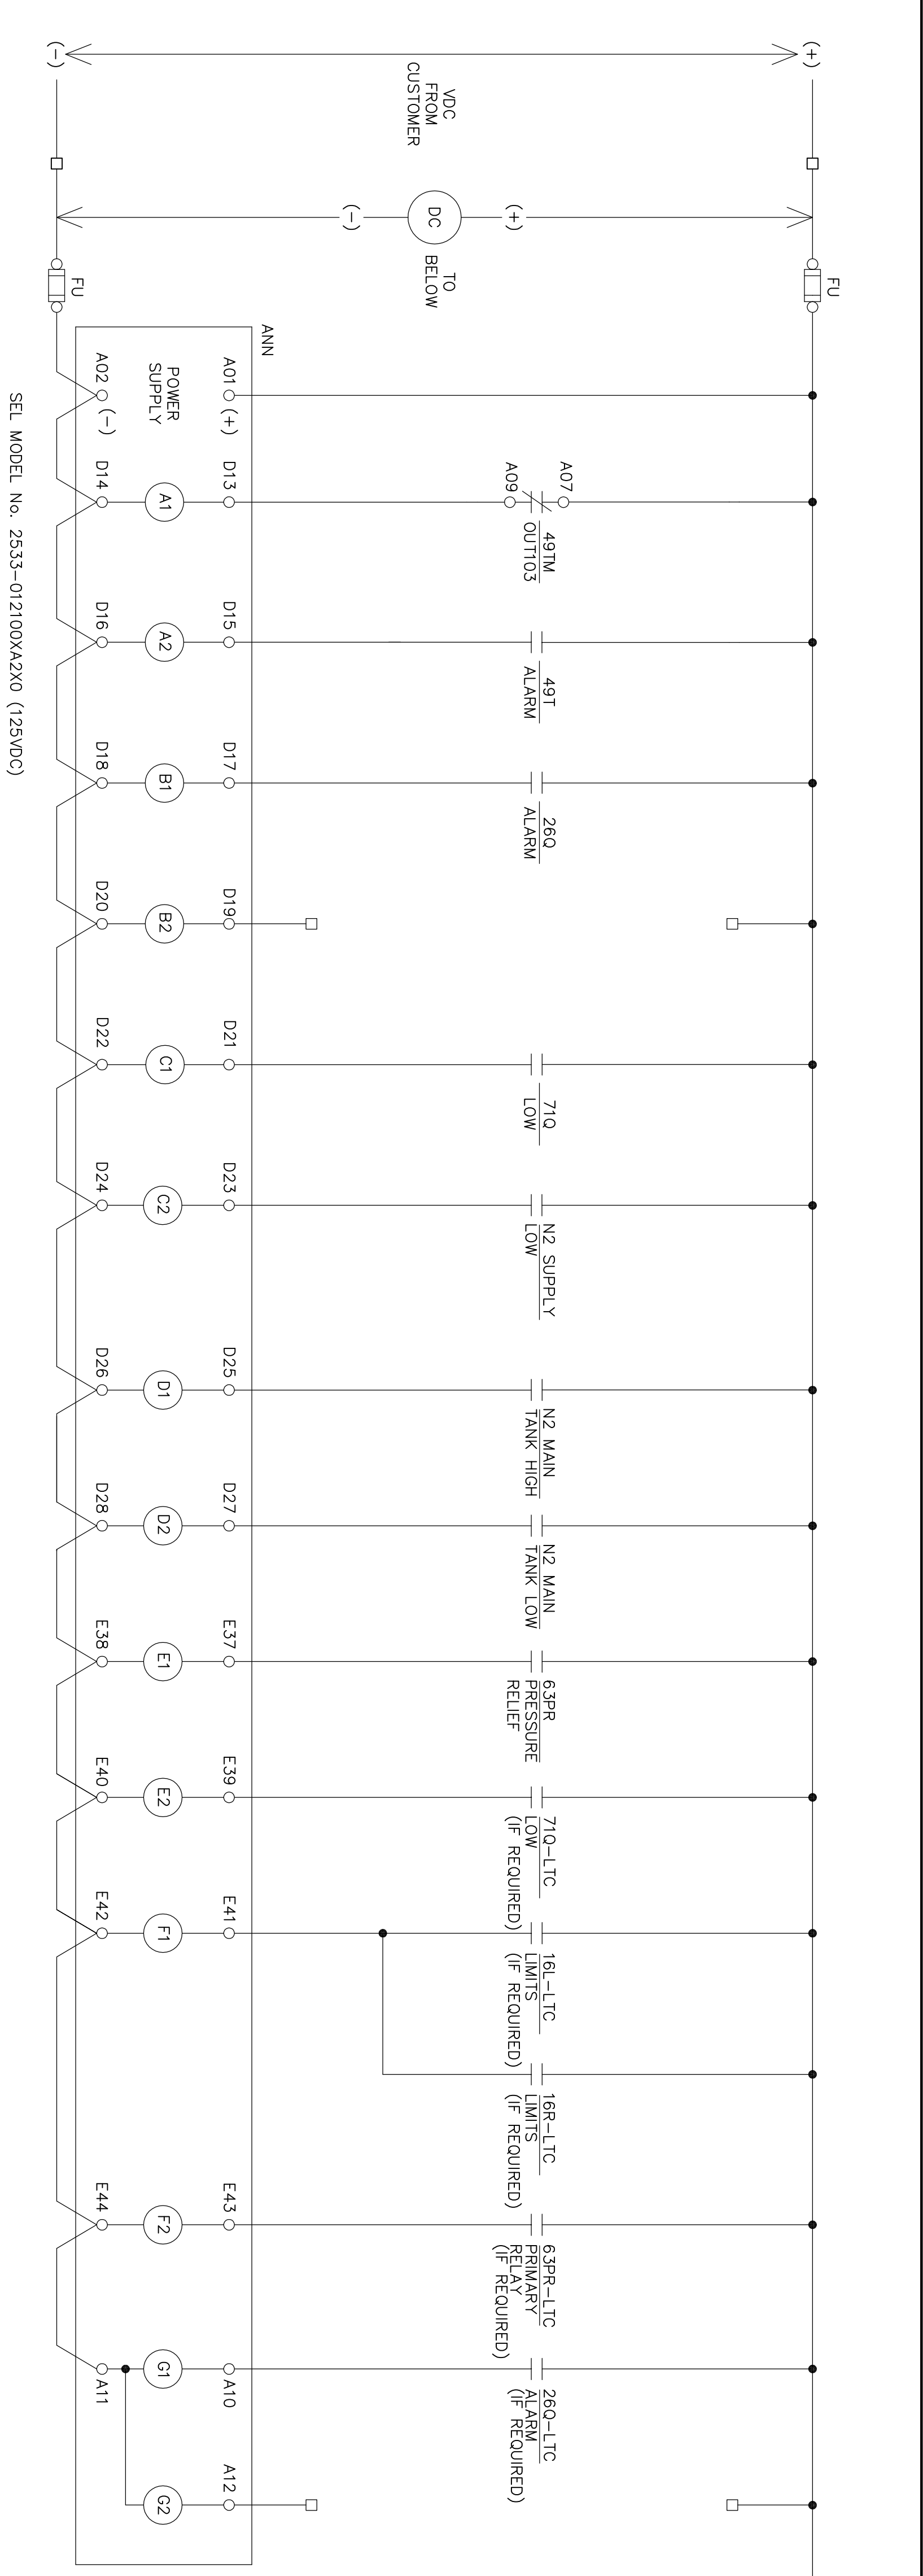 (+)
(-)
VDC
FROM
CUSTOMER
(+)
DC
(-)
TO
BELOW
FU
FU
ANN
A01 (+)
POWER
SUPPLY
A02 (-)
A07
A09
49TM
OUT103
D13
A1
D14
49T
ALARM
D15
A2
D16
26Q
ALARM
D17
B1
D18
D19
B2
D20
71Q
LOW
D21
C1
D22
N2 SUPPLY
LOW
D23
C2
D24
N2 MAIN
TANK HIGH
D25
D1
D26
N2 MAIN
TANK LOW
D27
D2
D28
63PR
PRESSURE
RELIEF
E37
E1
E38
71Q-LTC
LOW
(IF REQUIRED)
E39
E2
E40
16L-LTC
LIMITS
(IF REQUIRED)
E41
F1
E42
16R-LTC
LIMITS
(IF REQUIRED)
63PR-LTC
PRIMARY
RELAY
(IF REQUIRED)
E43
F2
E44
26Q-LTC
ALARM
(IF REQUIRED)
A10
G1
A11
A12
G2
SEL MODEL No. 2533-012100XA2X0 (125VDC)